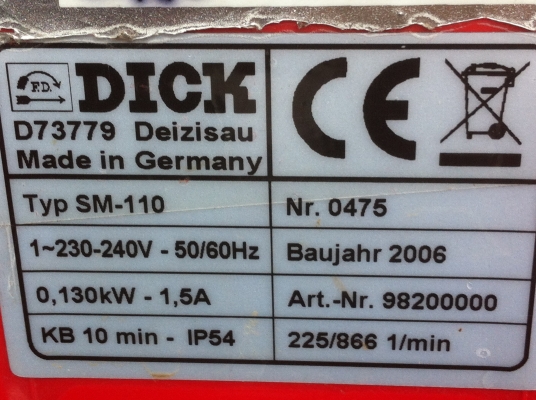 F.D. DICK
D73779 Deizisau
Made in Germany
CE
Typ SM-110
Nr. 0475
1~230-240V - 50/60Hz
Baujahr 2006
0,130kW - 1,5A
Art.-Nr. 98200000
KB 10 min - IP54
225/866 1/min